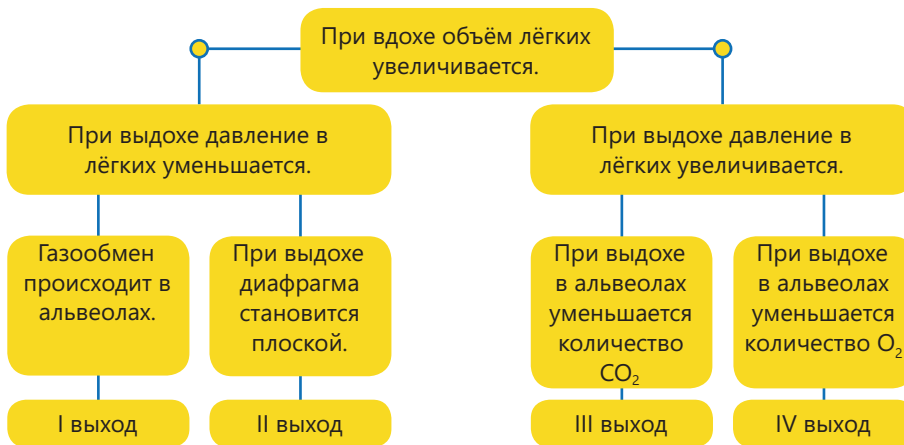 При вдохе объём лёгких
увеличивается.
При выдохе давление в
лёгких уменьшается.
При выдохе давление в
лёгких увеличивается.
Газообмен
происходит в
альвеолах.
При выдохе
диафрагма
становится
плоской.
При выдохе
в альвеолах
уменьшается
количество
CO₂
При выдохе
в альвеолах
уменьшается
количество O₂
I выход
II выход
III выход
IV выход